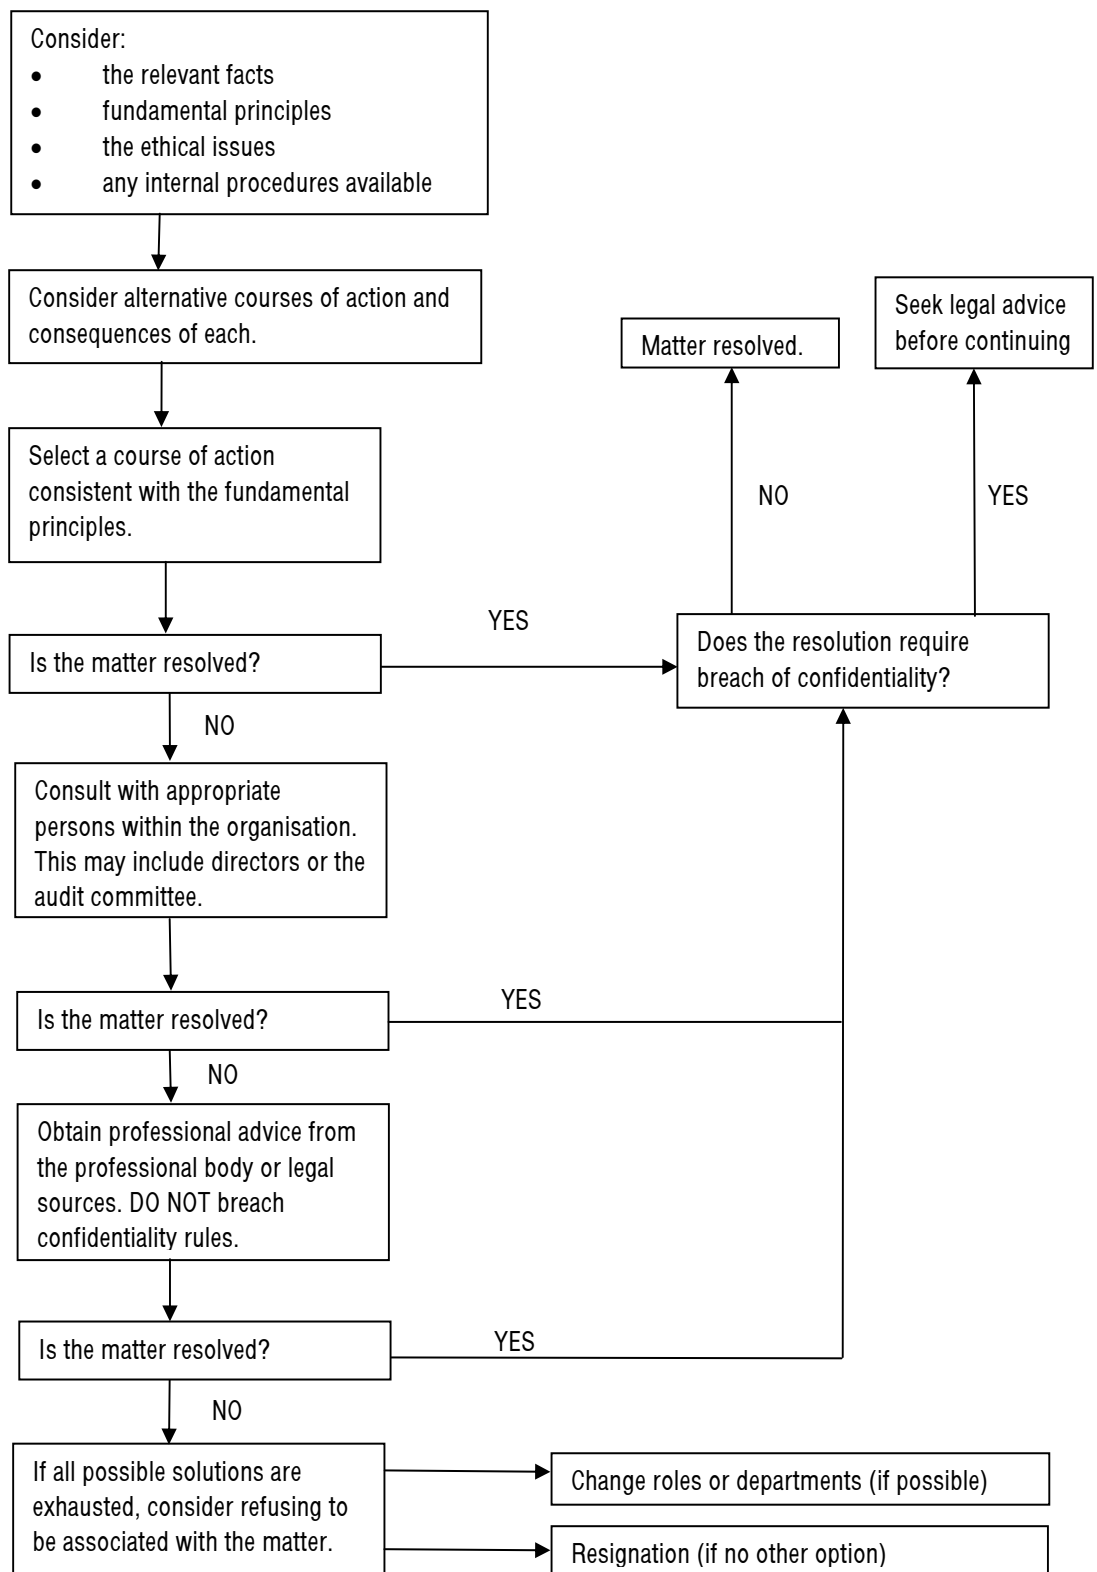 Consider:
• the relevant facts
• fundamental principles
• the ethical issues
• any internal procedures available
Consider alternative courses of action and
consequences of each.
Seek legal advice
before continuing
Matter resolved.
Select a course of action
consistent with the fundamental
principles.
NO
YES
YES
Is the matter resolved?
Does the resolution require
breach of confidentiality?
NO
Consult with appropriate
persons within the organisation.
This may include directors or the
audit committee.
YES
Is the matter resolved?
NO
Obtain professional advice from
the professional body or legal
sources. DO NOT breach
confidentiality rules.
YES
Is the matter resolved?
NO
If all possible solutions are
exhausted, consider refusing to
be associated with the matter.
Change roles or departments (if possible)
Resignation (if no other option)